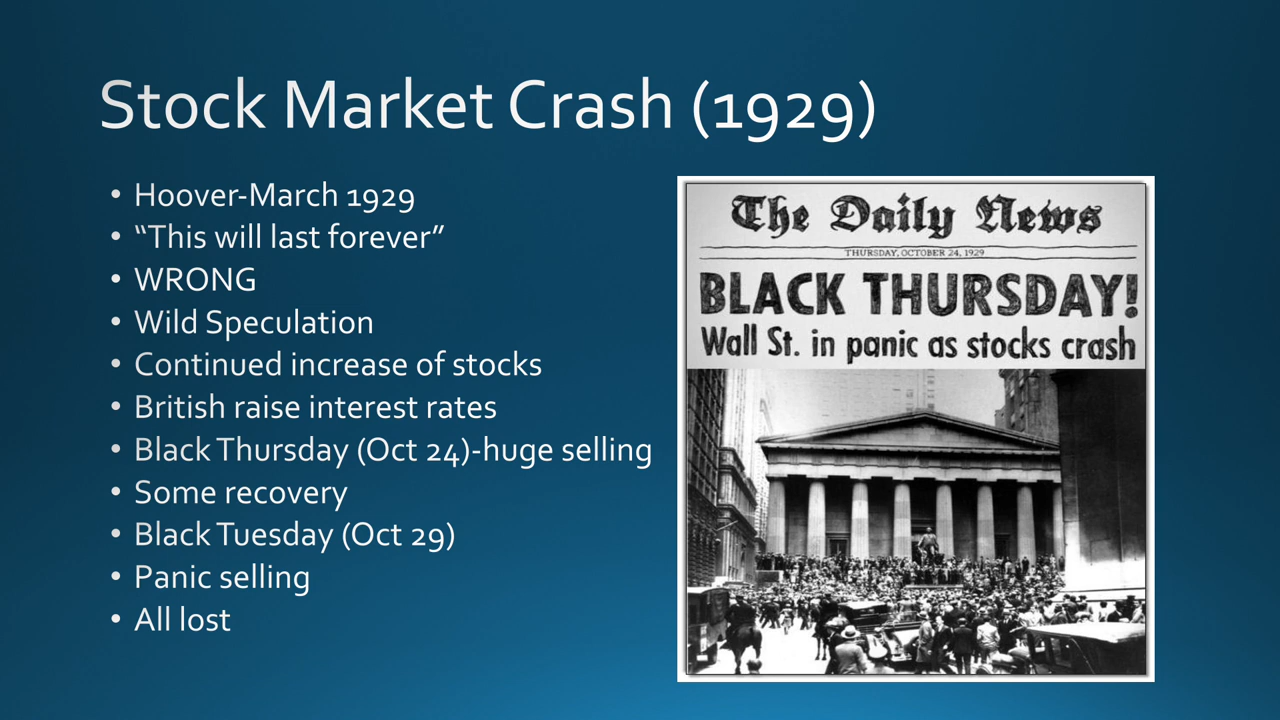 Stock Market Crash (1929)
• Hoover-March 1929
• “This will last forever”
• WRONG
• Wild Speculation
• Continued increase of stocks
• British raise interest rates
• Black Thursday (Oct 24)-huge selling
• Some recovery
• Black Tuesday (Oct 29)
• Panic selling
• All lost
The Daily News
THURSDAY, OCTOBER 24, 1929
BLACK THURSDAY!
Wall St. in panic as stocks crash